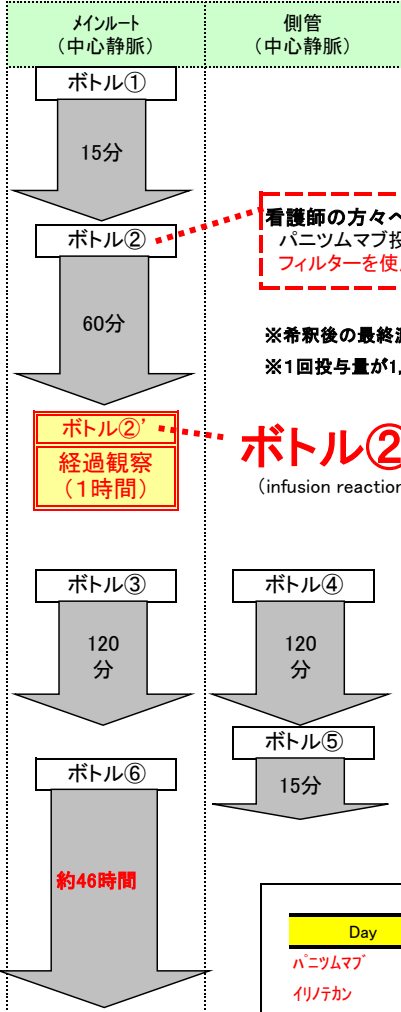 メインルート
（中心静脈）
側管
（中心静脈）
ボトル①
15分
ボトル②
60分
看護師の方々へ
パニツムマブ投
フィルターを使
※希釈後の最終
※1回投与量が1,
ボトル②'
経過観察
（1時間）
ボトル②
（infusion reaction
ボトル③
120
分
ボトル④
120
分
ボトル⑤
15分
ボトル⑥
約46時間
Day
ﾊﾟﾆﾂﾑﾏﾌﾞ
ｲﾘﾉﾃｶﾝ